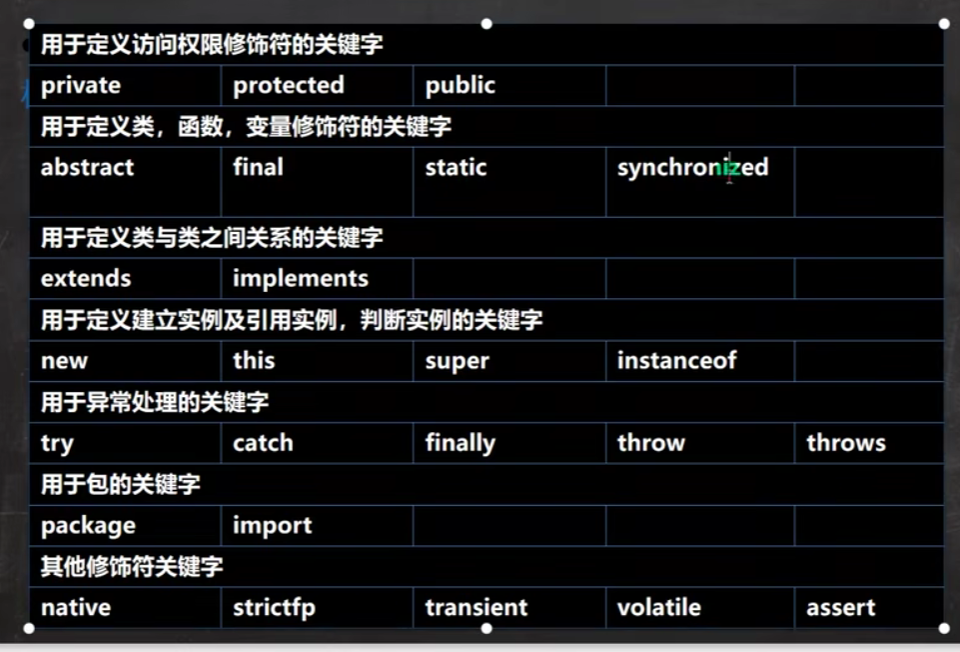 用于定义访问权限修饰符的关键字
private protected public
用于定义类，函数，变量修饰符的关键字
abstract final static synchronized
用于定义类与类之间关系的关键字
extends implements
用于定义建立实例及引用实例，判断实例的关键字
new this super instanceof
用于异常处理的关键字
try catch finally throw throws
用于包的关键字
package import
其他修饰符关键字
native strictfp transient volatile assert